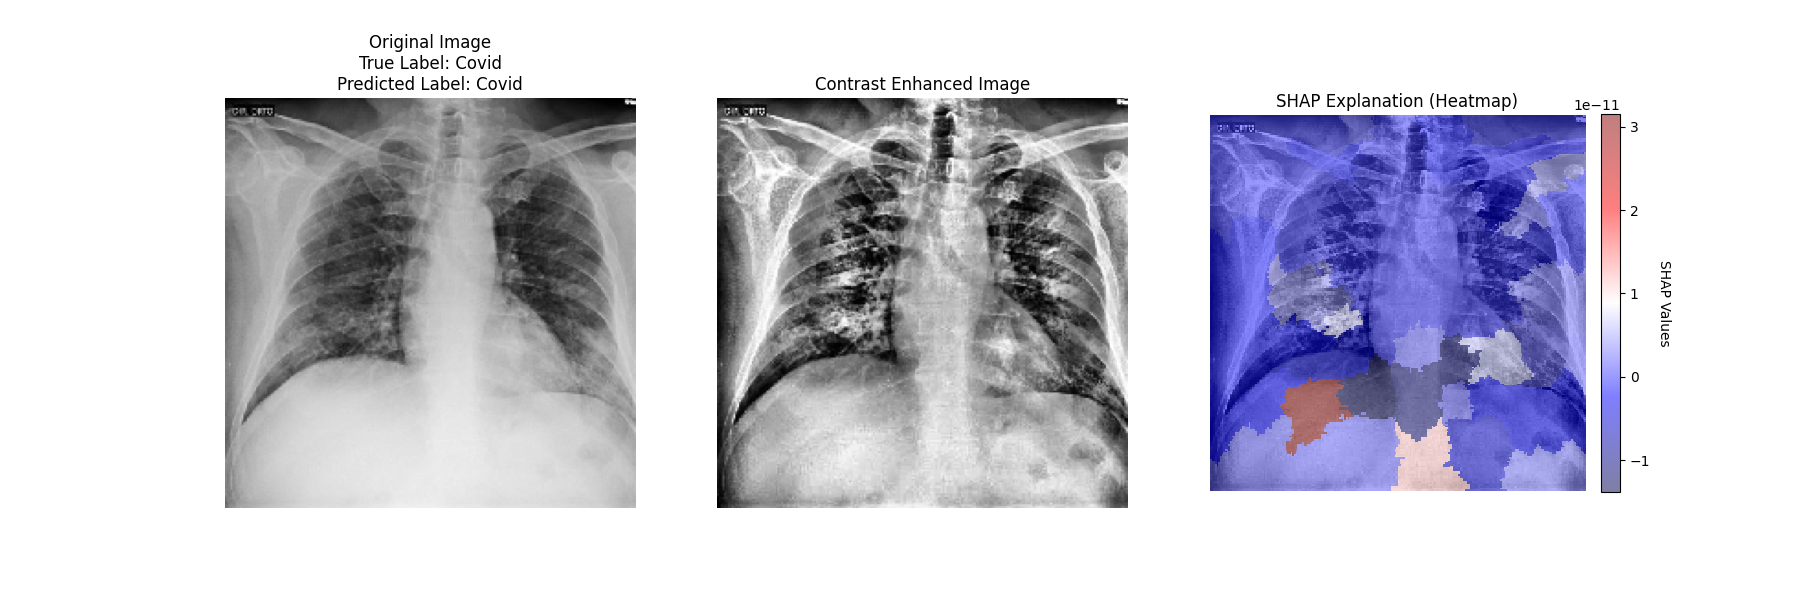 Original Image
True Label: Covid
Predicted Label: Covid
Contrast Enhanced Image
SHAP Explanation (Heatmap)
1e−11
3
2
1
0
−1
SHAP Values